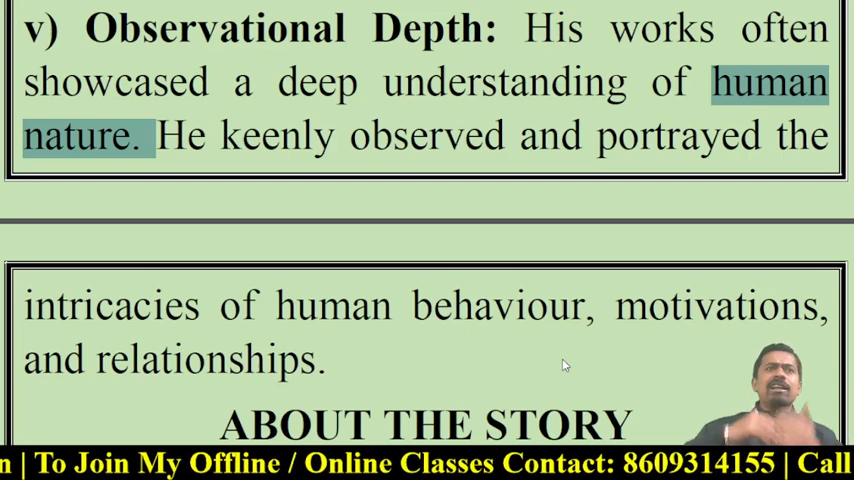 v) Observational Depth: His works often
showcased a deep understanding of human
nature. He keenly observed and portrayed the
intricacies of human behaviour, motivations,
and relationships.
ABOUT THE STORY
n | To Join My Offline / Online Classes Contact: 8609314155 | Call